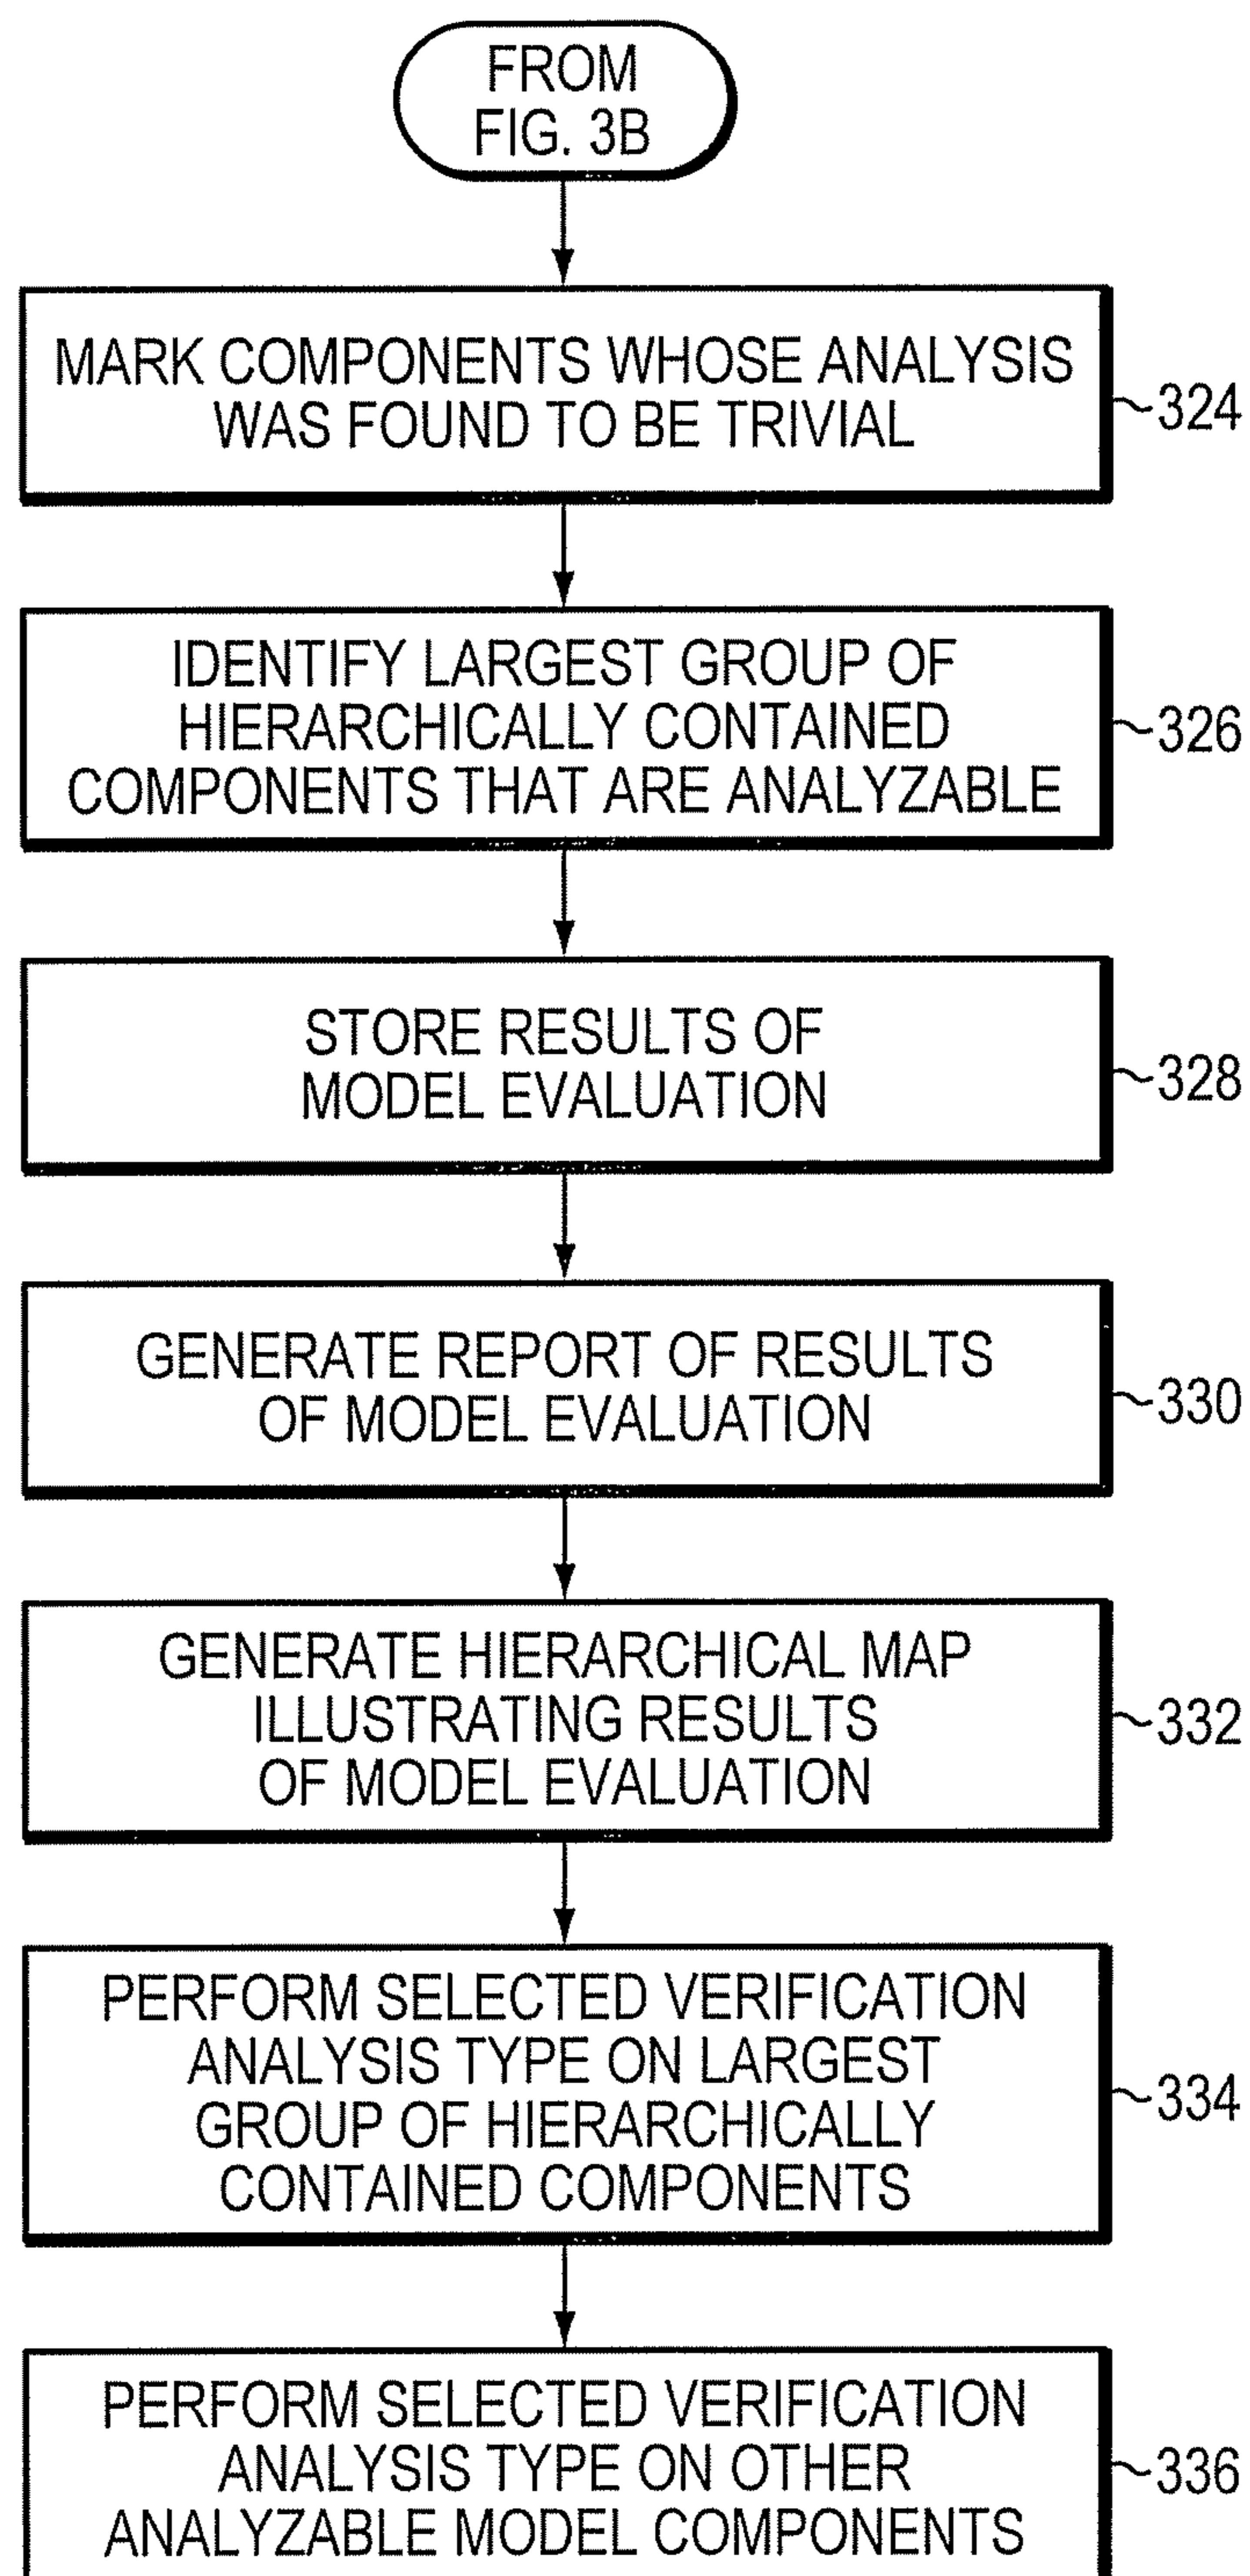 FROM
FIG. 3B
MARK COMPONENTS WHOSE ANALYSIS
WAS FOUND TO BE TRIVIAL
324
IDENTIFY LARGEST GROUP OF
HIERARCHICALLY CONTAINED
COMPONENTS THAT ARE ANALYZABLE
326
STORE RESULTS OF
MODEL EVALUATION
328
GENERATE REPORT OF RESULTS
OF MODEL EVALUATION
330
GENERATE HIERARCHICAL MAP
ILLUSTRATING RESULTS
OF MODEL EVALUATION
332
PERFORM SELECTED VERIFICATION
ANALYSIS TYPE ON LARGEST
GROUP OF HIERARCHICALLY
CONTAINED COMPONENTS
334
PERFORM SELECTED VERIFICATION
ANALYSIS TYPE ON OTHER
ANALYZABLE MODEL COMPONENTS
336